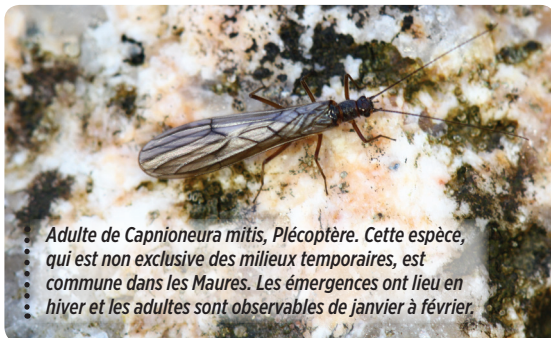 Adulte de Capnioneura mitis, Plécoptère. Cette espèce,
qui est non exclusive des milieux temporaires, est
commune dans les Maures. Les émergences ont lieu en
hiver et les adultes sont observables de janvier à février.